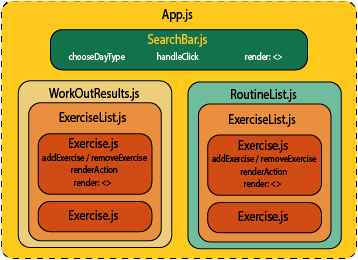 App.js
SearchBar.js
chooseDayType handleClick render: <>
WorkOutResults.js
ExerciseList.js
Exercise.js
addExercise / removeExercise
renderAction
render: <>
Exercise.js
RoutineList.js
ExerciseList.js
Exercise.js
addExercise / removeExercise
renderAction
render: <>
Exercise.js